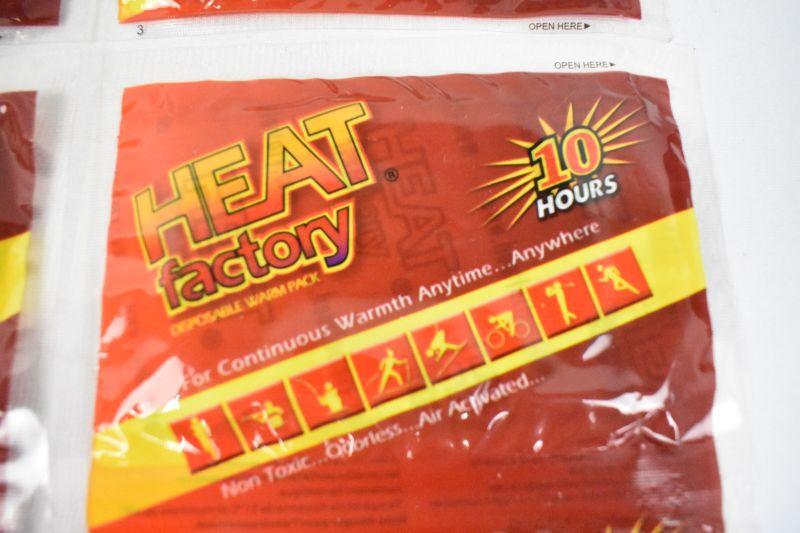 3
OPEN HERE▶
OPEN HERE▶
HEAT
factory®
DISPOSABLE WARM PACK
10
HOURS
For Continuous Warmth Anytime...Anywhere
Non Toxic...Odorless...Air Activated...